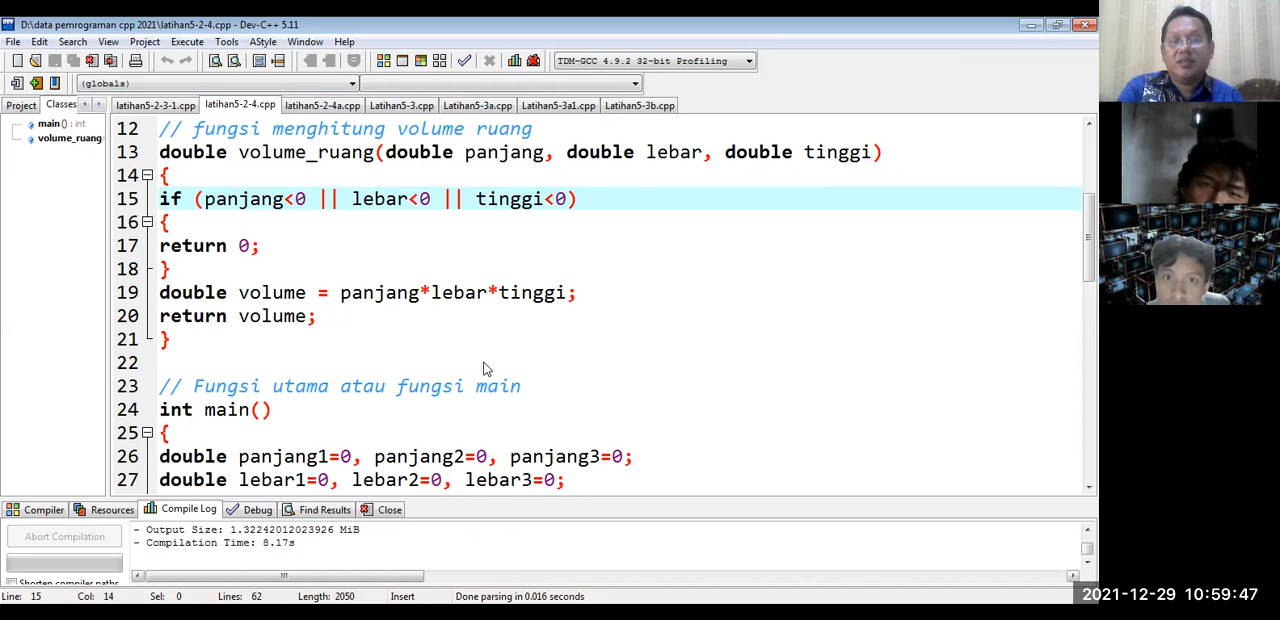 D:\data pemrograman cpp 2021\latihan5-2-4.cpp - Dev-C++ 5.11
File Edit Search View Project Execute Tools AStyle Window Help
TDM-GCC 4.9.2 32-bit Profiling
(globals)
Project Classes latihan5-2-3-1.cpp latihan5-2-4.cpp latihan5-2-4a.cpp Latihan5-3.cpp Latihan5-3a.cpp Latihan5-3a1.cpp Latihan5-3b.cpp
main() : int
volume_ruang
12 // fungsi menghitung volume ruang
13 double volume_ruang(double panjang, double lebar, double tinggi)
14 {
15 if (panjang<0 || lebar<0 || tinggi<0)
16 {
17 return 0;
18 }
19 double volume = panjang*lebar*tinggi;
20 return volume;
21 }
22
23 // Fungsi utama atau fungsi main
24 int main()
25 {
26 double panjang1=0, panjang2=0, panjang3=0;
27 double lebar1=0, lebar2=0, lebar3=0;
Compiler Resources Compile Log Debug Find Results Close
Abort Compilation
Shorten compiler paths
- Output Size: 1.32242012023926 MiB
- Compilation Time: 8.17s
Line: 15 Col: 14 Sel: 0 Lines: 62 Length: 2050 Insert Done parsing in 0.016 seconds
2021-12-29 10:59:47